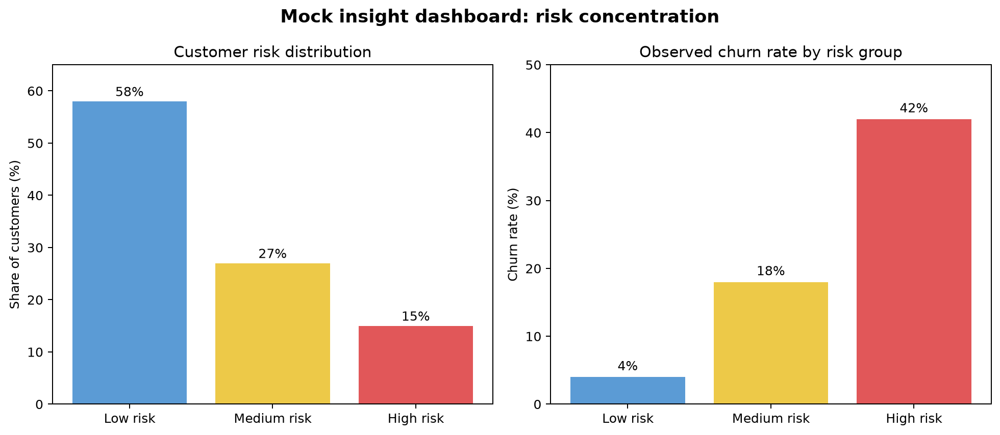 Mock insight dashboard: risk concentration
Customer risk distribution
Share of customers (%)
60
50
40
30
20
10
0
58%
27%
15%
Low risk
Medium risk
High risk
Observed churn rate by risk group
Churn rate (%)
50
40
30
20
10
0
4%
18%
42%
Low risk
Medium risk
High risk